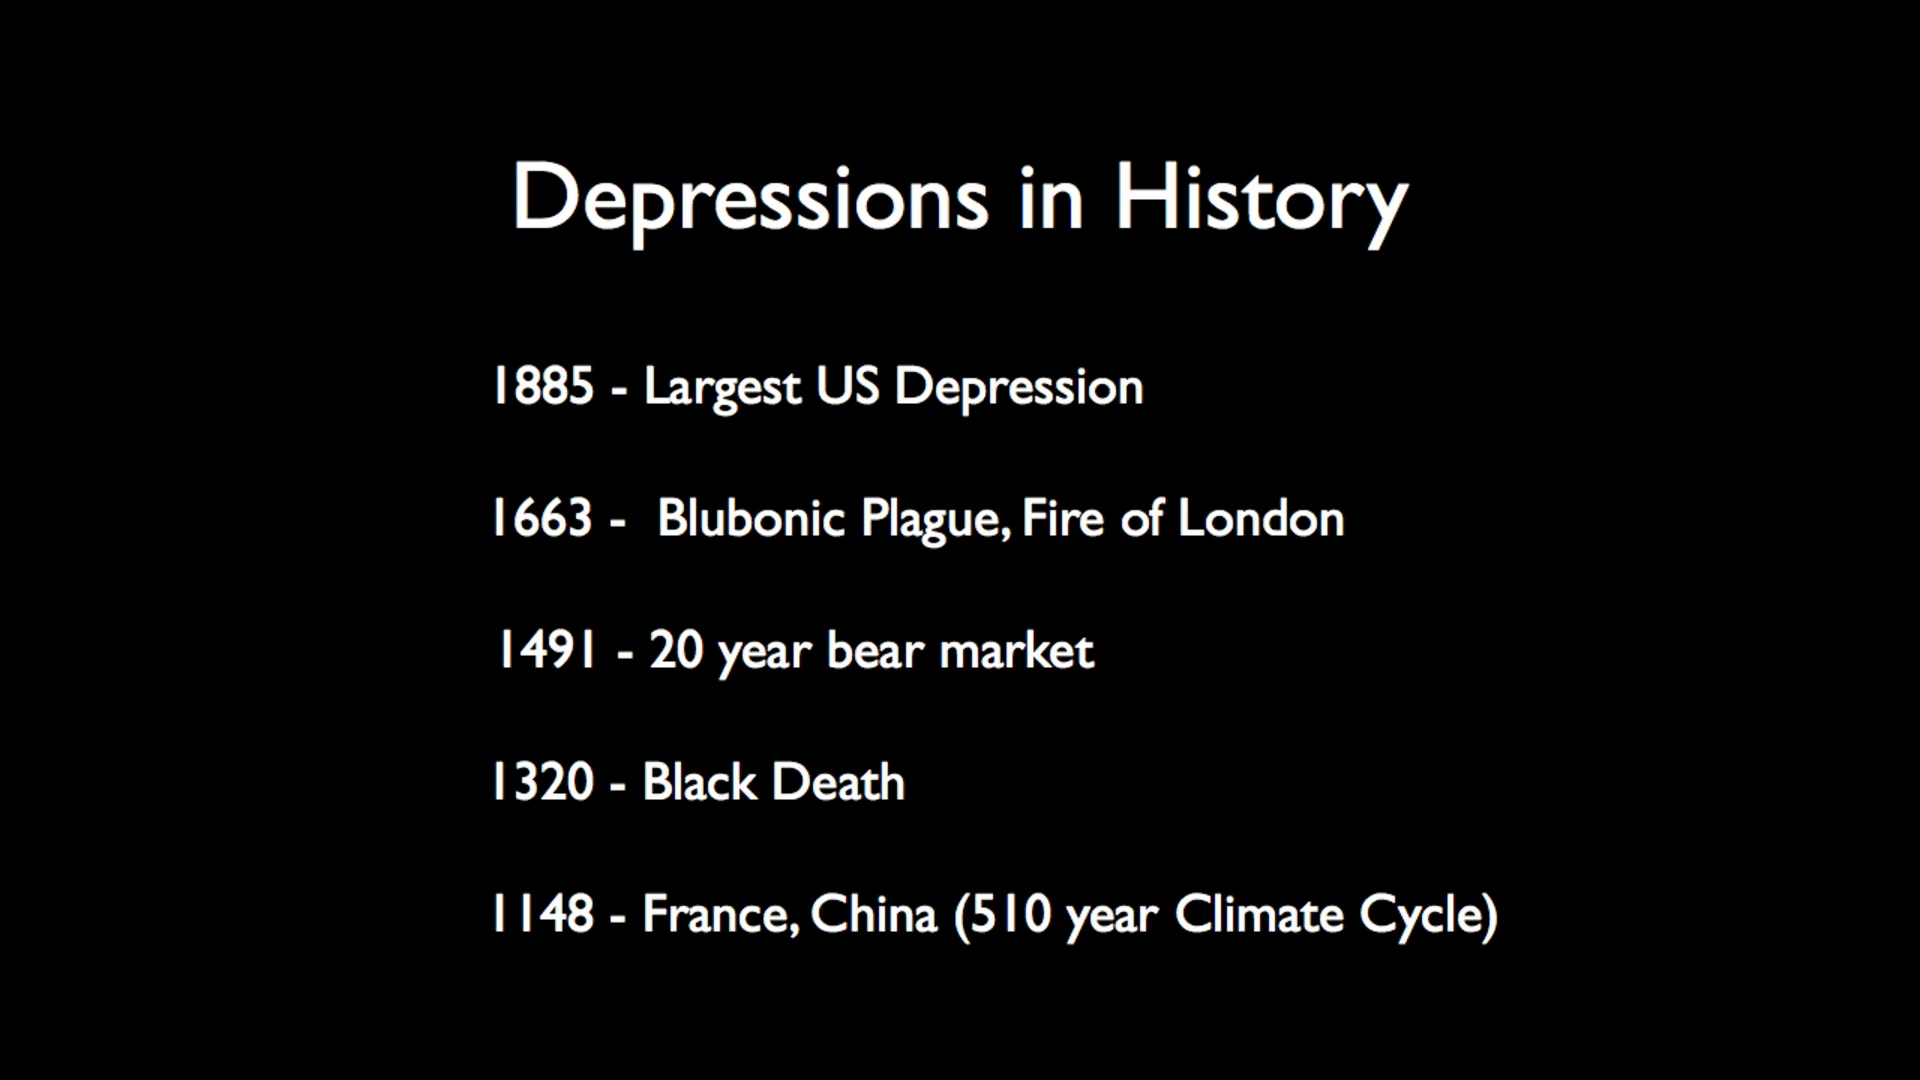 Depressions in History
1885 - Largest US Depression
1663 - Blubonic Plague, Fire of London
1491 - 20 year bear market
1320 - Black Death
1148 - France, China (510 year Climate Cycle)